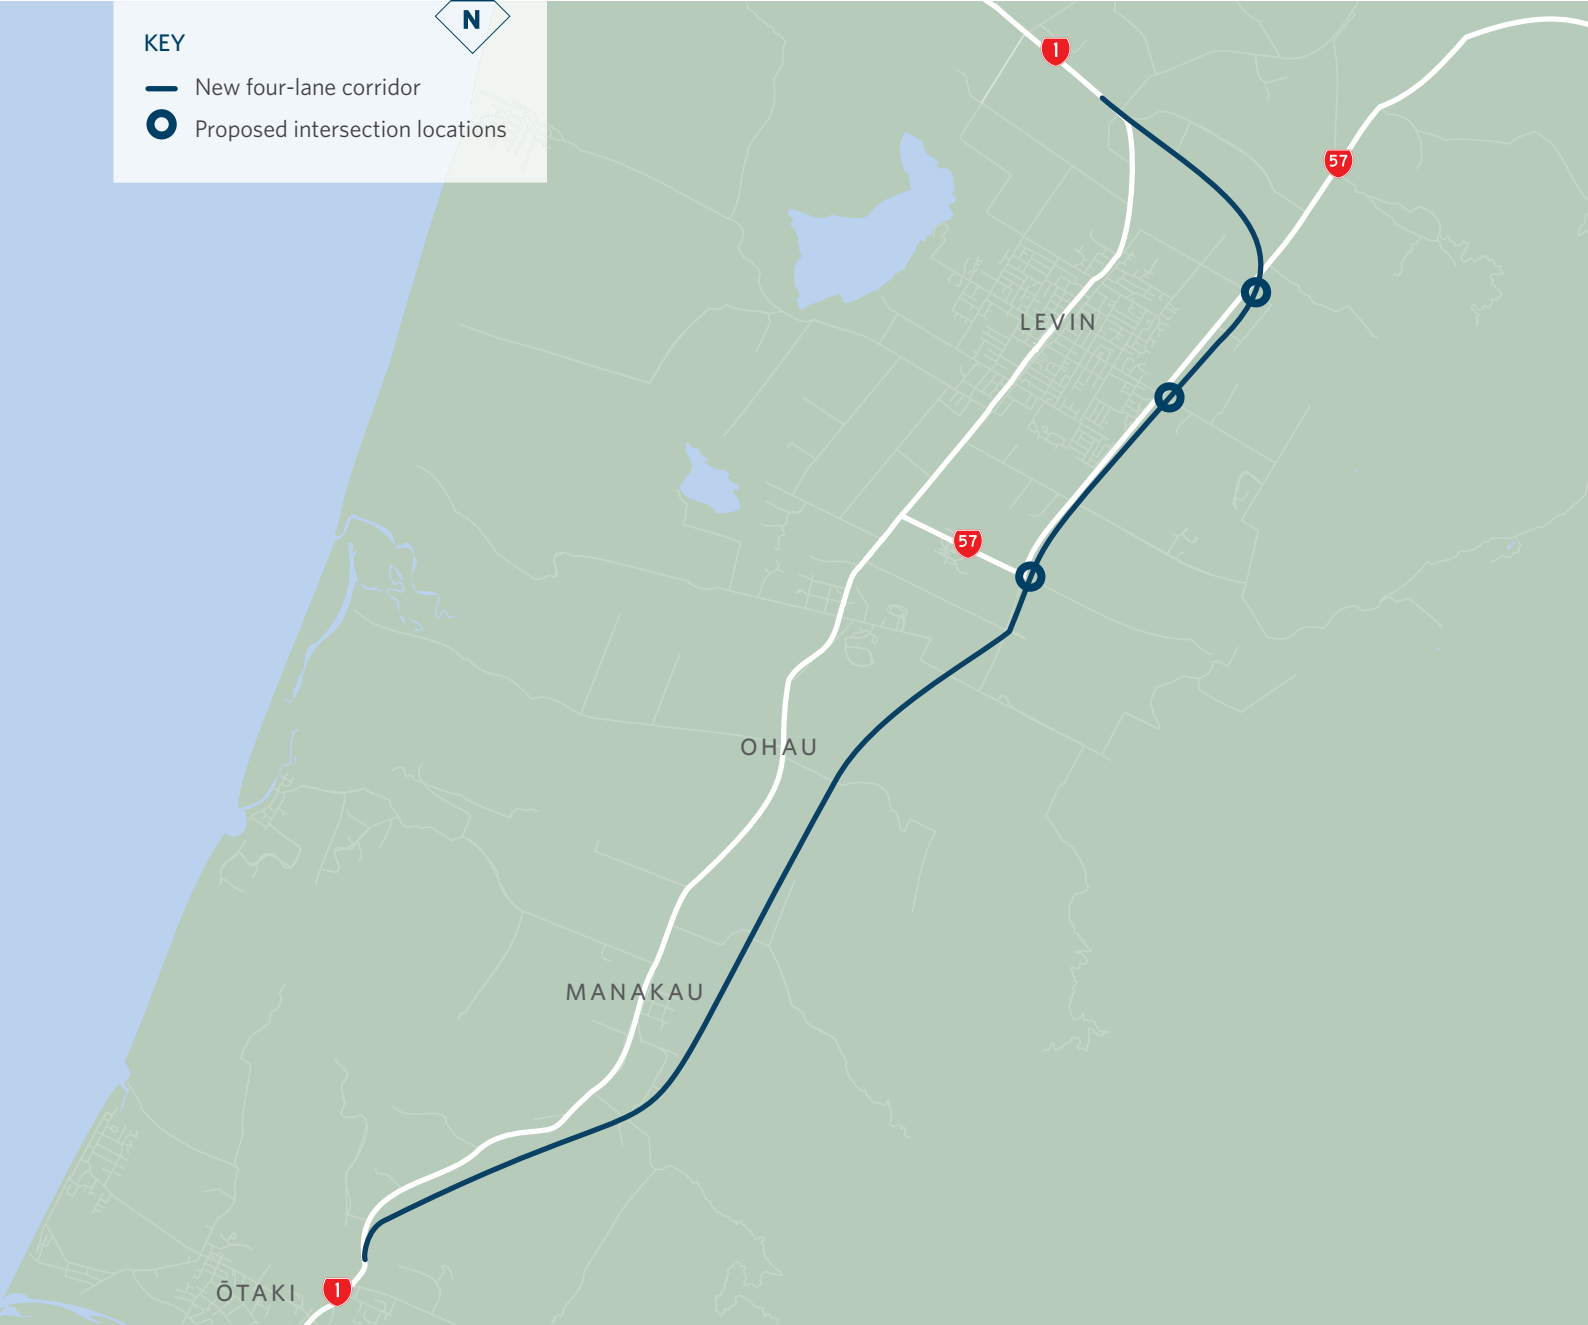 N
KEY
New four-lane corridor
Proposed intersection locations
1
57
LEVIN
57
OHAU
MANAKAU
ŌTAKI
1